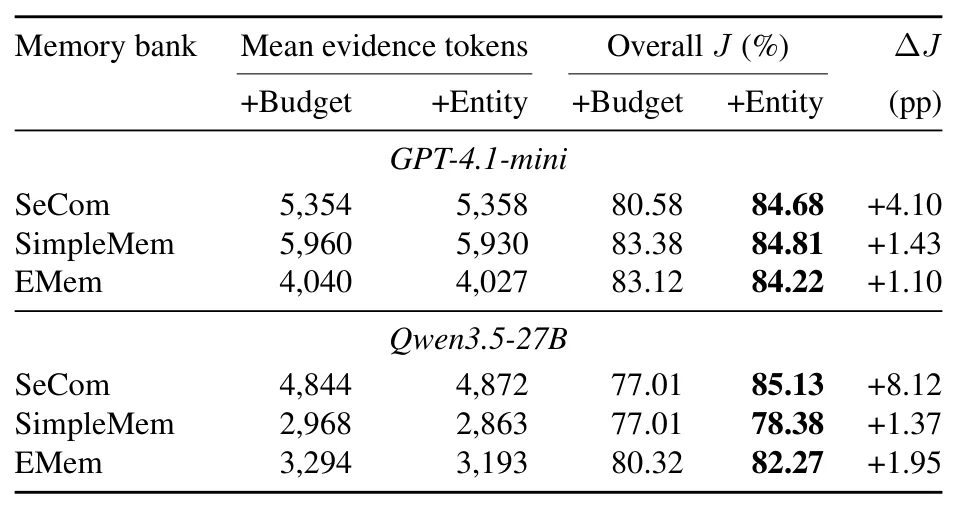 Memory bank Mean evidence tokens Overall J (%) ΔJ
+Budget +Entity +Budget +Entity (pp)
GPT-4.1-mini
SeCom 5,354 5,358 80.58 84.68 +4.10
SimpleMem 5,960 5,930 83.38 84.81 +1.43
EMem 4,040 4,027 83.12 84.22 +1.10
Qwen3.5-27B
SeCom 4,844 4,872 77.01 85.13 +8.12
SimpleMem 2,968 2,863 77.01 78.38 +1.37
EMem 3,294 3,193 80.32 82.27 +1.95